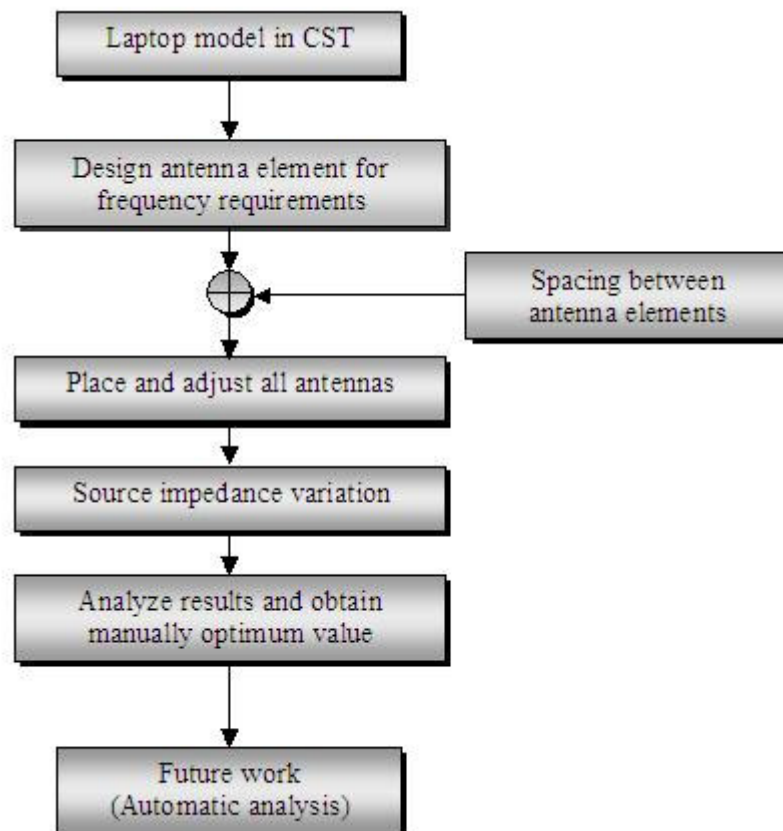 Laptop model in CST
Design antenna element for
frequency requirements
Spacing between
antenna elements
Place and adjust all antennas
Source impedance variation
Analyze results and obtain
manually optimum value
Future work
(Automatic analysis)